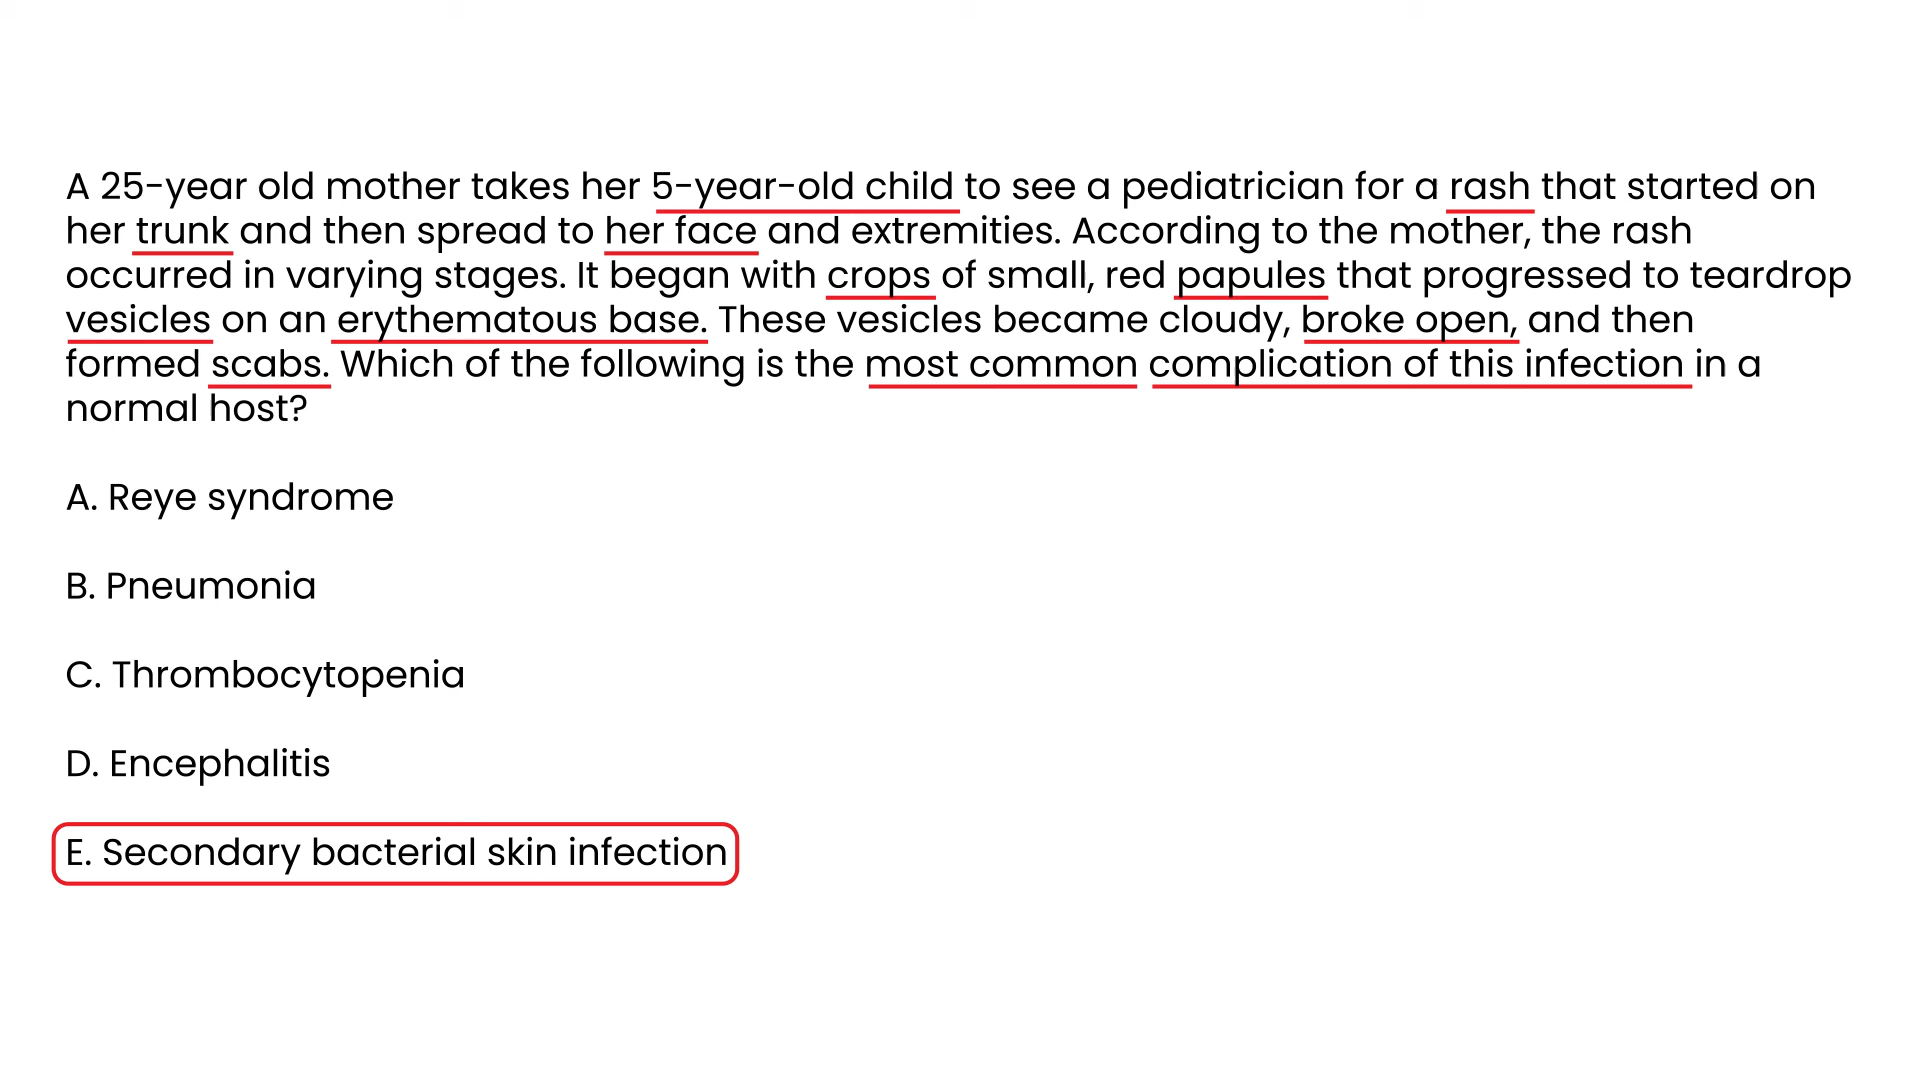 A 25-year old mother takes her 5-year-old child to see a pediatrician for a rash that started on
her trunk and then spread to her face and extremities. According to the mother, the rash
occurred in varying stages. It began with crops of small, red papules that progressed to teardrop
vesicles on an erythematous base. These vesicles became cloudy, broke open, and then
formed scabs. Which of the following is the most common complication of this infection in a
normal host?
A. Reye syndrome
B. Pneumonia
C. Thrombocytopenia
D. Encephalitis
E. Secondary bacterial skin infection